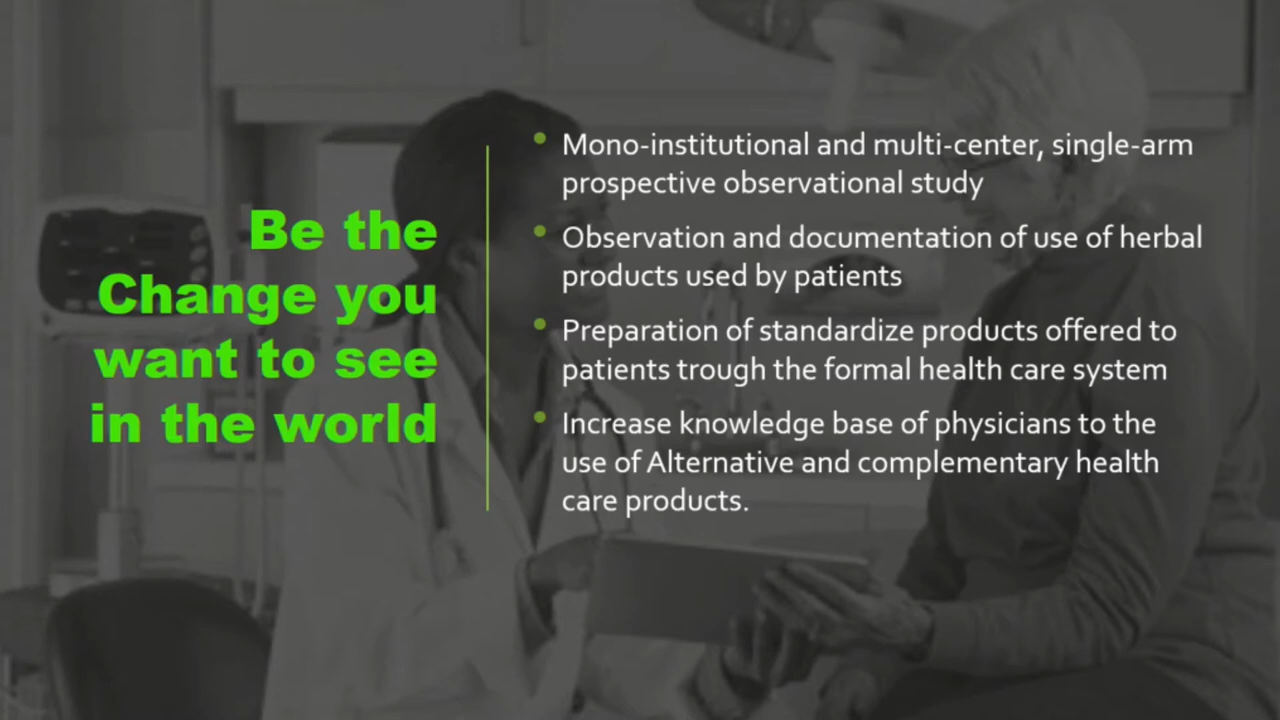 Be the
Change you
want to see
in the world
Mono-institutional and multi-center, single-arm
prospective observational study
Observation and documentation of use of herbal
products used by patients
Preparation of standardize products offered to
patients trough the formal health care system
Increase knowledge base of physicians to the
use of Alternative and complementary health
care products.